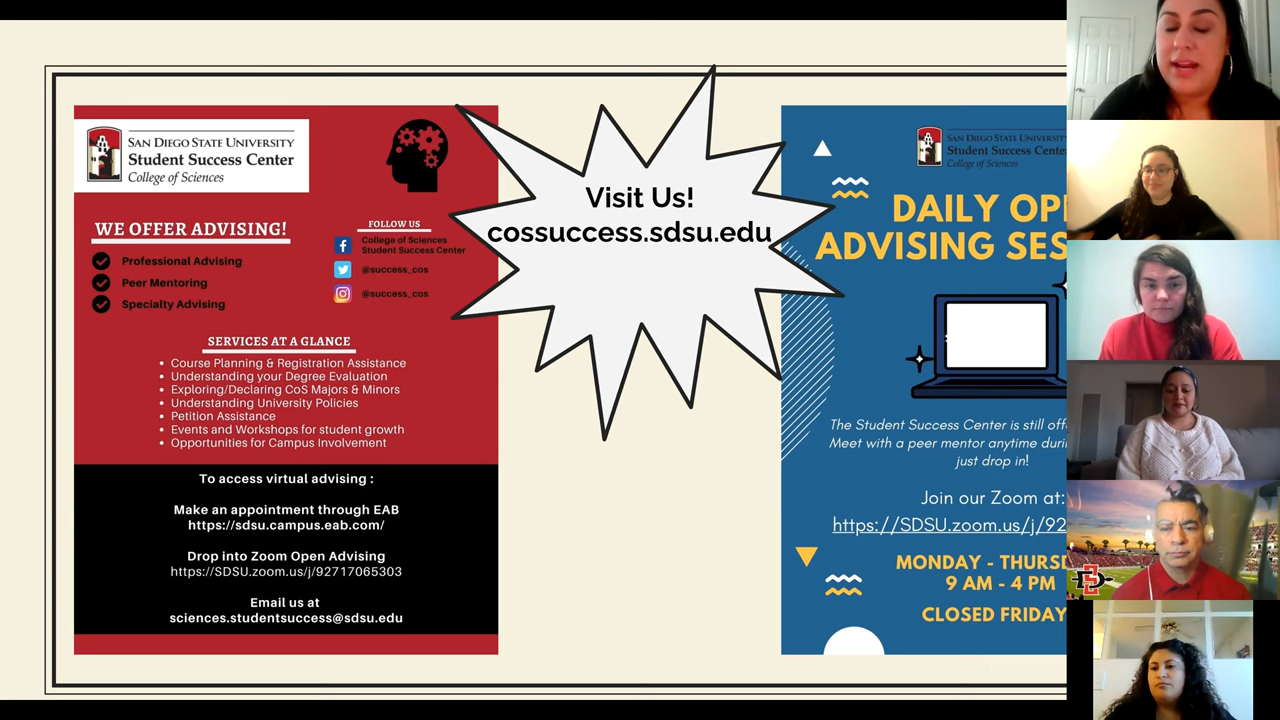 SAN DIEGO STATE UNIVERSITY
Student Success Center
College of Sciences
WE OFFER ADVISING!
Professional Advising
Peer Mentoring
Specialty Advising
FOLLOW US
College of Sciences
Student Success Center
@success_cos
@success_cos
SERVICES AT A GLANCE
• Course Planning & Registration Assistance
• Understanding your Degree Evaluation
• Exploring/Declaring CoS Majors & Minors
• Understanding University Policies
• Petition Assistance
• Events and Workshops for student growth
• Opportunities for Campus Involvement
To access virtual advising :
Make an appointment through EAB
https://sdsu.campus.eab.com/
Drop into Zoom Open Advising
https://SDSU.zoom.us/j/92717065303
Email us at
sciences.studentsuccess@sdsu.edu
Visit Us!
cossuccess.sdsu.edu
SAN DIEGO STATE UNIVERSITY
Student Success Cente
College of Sciences
DAILY OP
ADVISING SES
The Student Success Center is still off
Meet with a peer mentor anytime duri
just drop in!
Join our Zoom at:
https://SDSU.zoom.us/j/92
MONDAY - THURS
9 AM - 4 PM
CLOSED FRIDAY